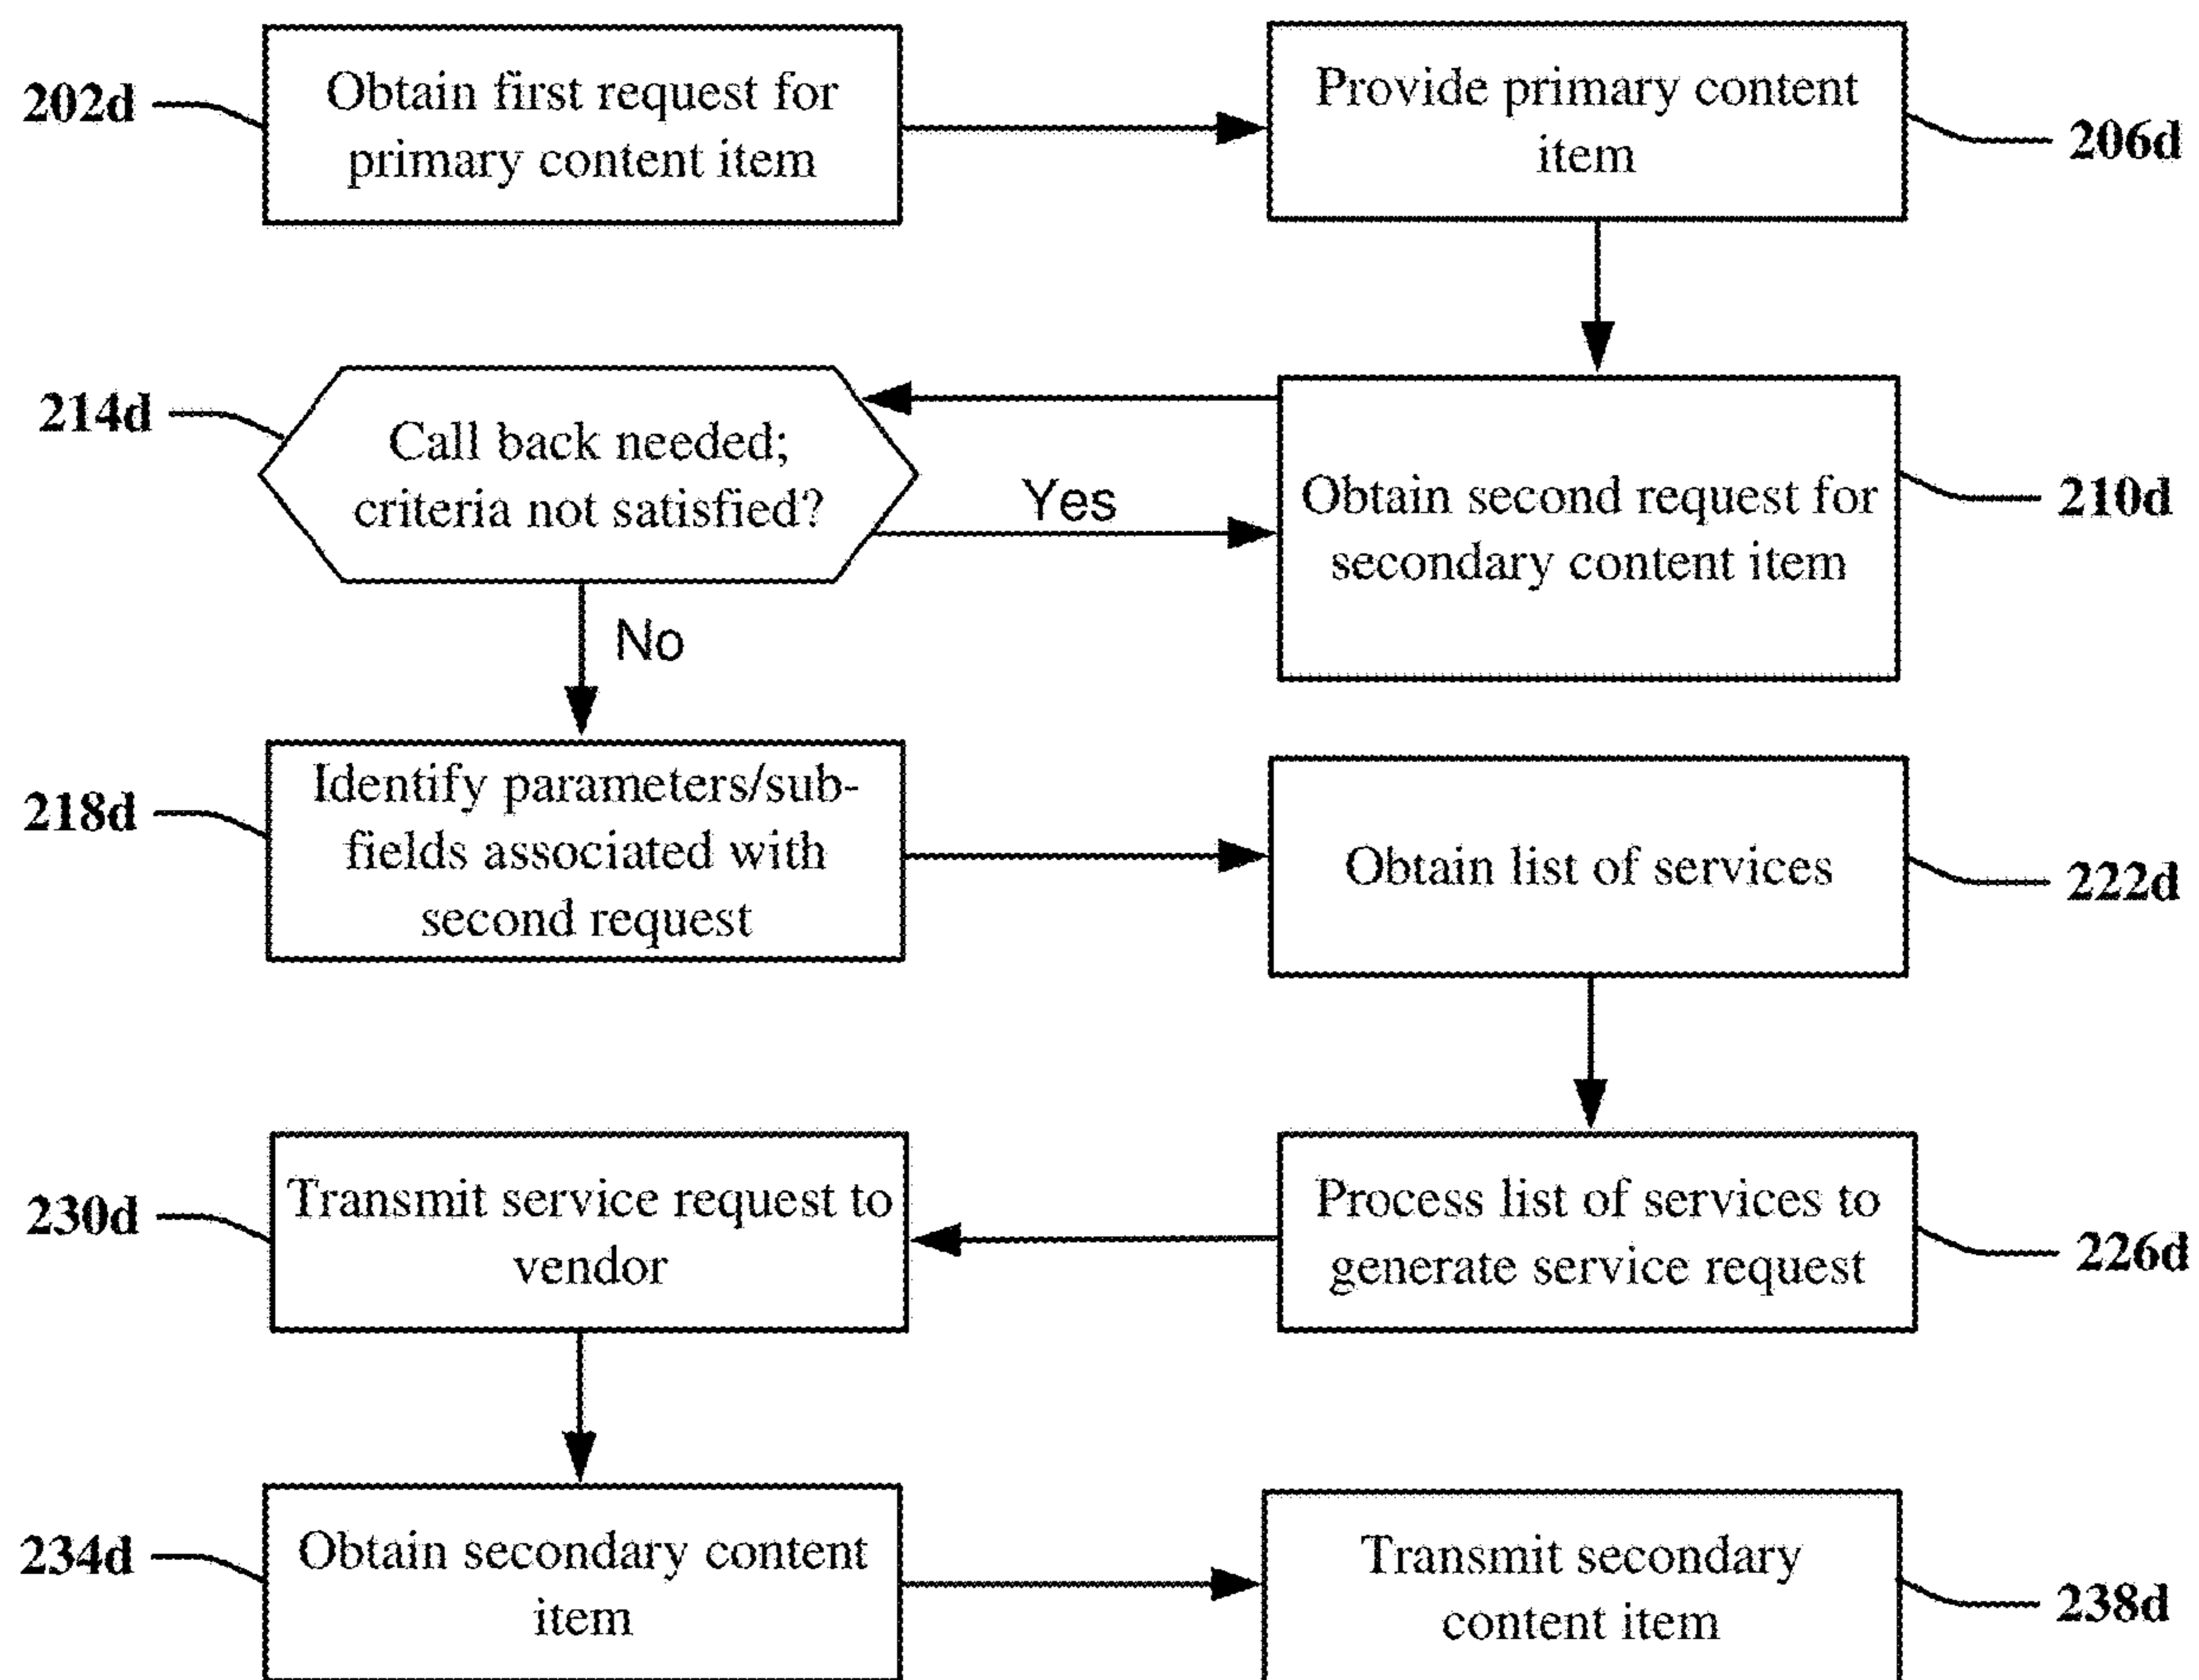 202d
Obtain first request for
primary content item
Provide primary content
item
206d
214d
Call back needed;
criteria not satisfied?
Yes
No
Obtain second request for
secondary content item
210d
218d
Identify parameters/sub-
fields associated with
second request
Obtain list of services
222d
230d
Transmit service request to
vendor
Process list of services to
generate service request
226d
234d
Obtain secondary content
item
Transmit secondary
content item
238d